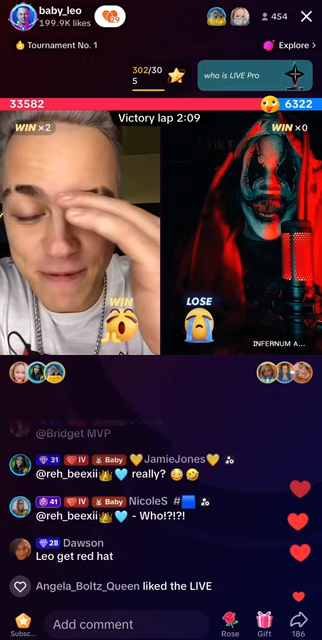 baby_leo
199.9K likes
29
454
Tournament No. 1
Explore >
302/30
5
who is LIVE Pro
33582
6322
Victory lap 2:09
WIN ×2
WIN ×0
TikT
WIN
LOSE
INFERNUM A...
@Bridget MVP
31 IV Baby 💛JamieJones💛
@reh_beexii👑🩵 really? 😳🤣
41 IV Baby NicoleS #🟦
@reh_beexii👑🩵 - Who!?!?!
28 Dawson
Leo get red hat
Angela_Boltz_Queen liked the LIVE
Subsc...
Add comment
Rose
Gift
186